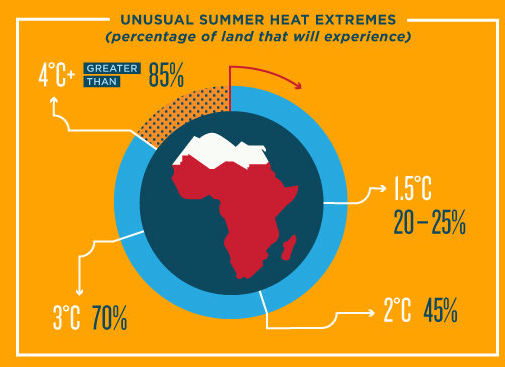 UNUSUAL SUMMER HEAT EXTREMES
(percentage of land that will experience)
4°C+ GREATER THAN 85%
1.5°C
20–25%
3°C 70%
2°C 45%